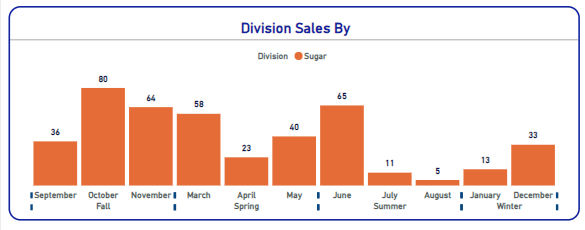 Division Sales By
Division Sugar
36 80 64 58 23 40 65 11 5 13 33
September October November March April May June July August January December
Fall Spring Summer Winter